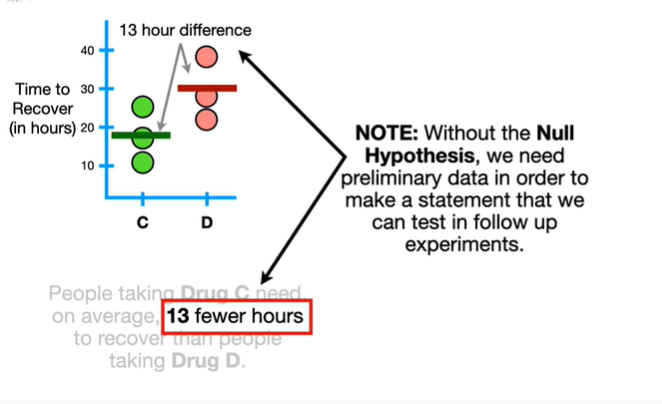 13 hour difference
40
30
20
10
Time to
Recover
(in hours)
C
D
NOTE: Without the Null
Hypothesis, we need
preliminary data in order to
make a statement that we
can test in follow up
experiments.
People taking Drug C need,
on average, 13 fewer hours
to recover than people
taking Drug D.